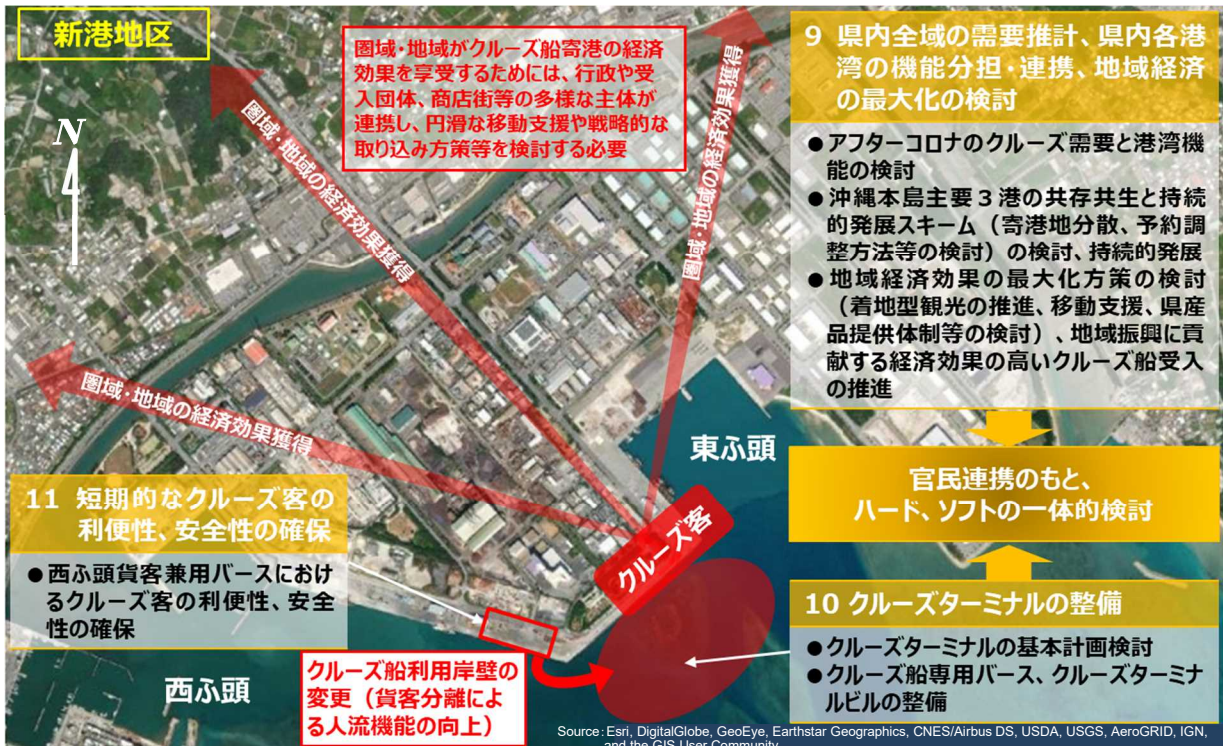 新港地区
N
圏域・地域がクルーズ船寄港の経済
効果を享受するためには、行政や受
入団体、商店街等の多様な主体が
連携し、円滑な移動支援や戦略的な
取り込み方策等を検討する必要
圏域・地域の経済効果獲得
圏域・地域の経済効果獲得
圏域・地域の経済効果獲得
9 県内全域の需要推計、県内各港
湾の機能分担・連携、地域経済
の最大化の検討
●アフターコロナのクルーズ需要と港湾機
能の検討
●沖縄本島主要３港の共存共生と持続
的発展スキーム（寄港地分散、予約調
整方法等の検討）の検討、持続的発展
●地域経済効果の最大化方策の検討
（着地型観光の推進、移動支援、県産
品提供体制等の検討）、地域振興に貢
献する経済効果の高いクルーズ船受入
の推進
東ふ頭
官民連携のもと、
ハード、ソフトの一体的検討
11 短期的なクルーズ客の
利便性、安全性の確保
●西ふ頭貨客兼用バースにおけ
るクルーズ客の利便性、安全
性の確保
クルーズ客
10 クルーズターミナルの整備
●クルーズターミナルの基本計画検討
●クルーズ船専用バース、クルーズターミナ
ルビルの整備
西ふ頭
クルーズ船利用岸壁の
変更（貨客分離によ
る人流機能の向上）
Source: Esri, DigitalGlobe, GeoEye, Earthstar Geographics, CNES/Airbus DS, USDA, USGS, AeroGRID, IGN,
and the GIS User Community